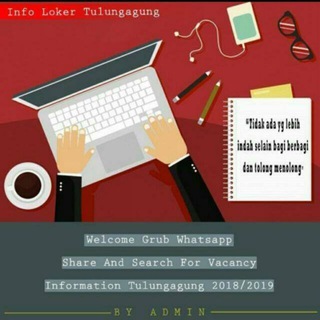 Info Loker Tulungagung
"Tidak ada yg lebih
indah selain bagi berbagi
dan tolong menolong.
Welcome Grub Whatsapp
Share And Search For Vacancy
Information Tulungagung 2018/2019
BY ADMIN